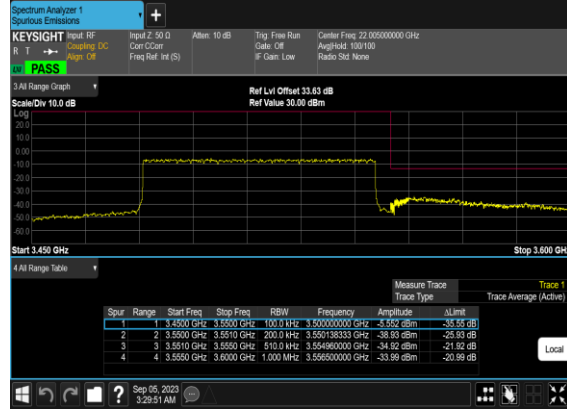 Spectrum Analyzer 1
Spurious Emissions
+
KEYSIGHT Input: RF Input Z: 50 Ω Atten: 10 dB Trig: Free Run Center Freq: 22.005000000 GHz
R T Coupling: DC Corr CCorr Gate: Off Avg|Hold: 100/100
Align: Off Freq Ref: Int (S) IF Gain: Low Radio Std: None
PASS
3 All Range Graph Ref Lvl Offset 33.63 dB
Scale/Div 10.0 dB Ref Value 30.00 dBm
Log
20.0
10.0
0.00
-10.0
-20.0
-30.0
-40.0
-50.0
-60.0
Start 3.450 GHz Stop 3.600 GHz
4 All Range Table
Measure Trace Trace 1
Trace Type Trace Average (Active)
Spur Range Start Freq Stop Freq RBW Frequency Amplitude ΔLimit
1 1 3.4500 GHz 3.5500 GHz 100.0 kHz 3.500000000 GHz -5.552 dBm -35.55 dB
2 2 3.5500 GHz 3.5510 GHz 200.0 kHz 3.550138333 GHz -38.93 dBm -25.93 dB
3 3 3.5510 GHz 3.5550 GHz 510.0 kHz 3.554960000 GHz -34.92 dBm -21.92 dB
4 4 3.5550 GHz 3.6000 GHz 1.000 MHz 3.556500000 GHz -33.99 dBm -20.99 dB
Local
? Sep 05, 2023
3:29:51 AM